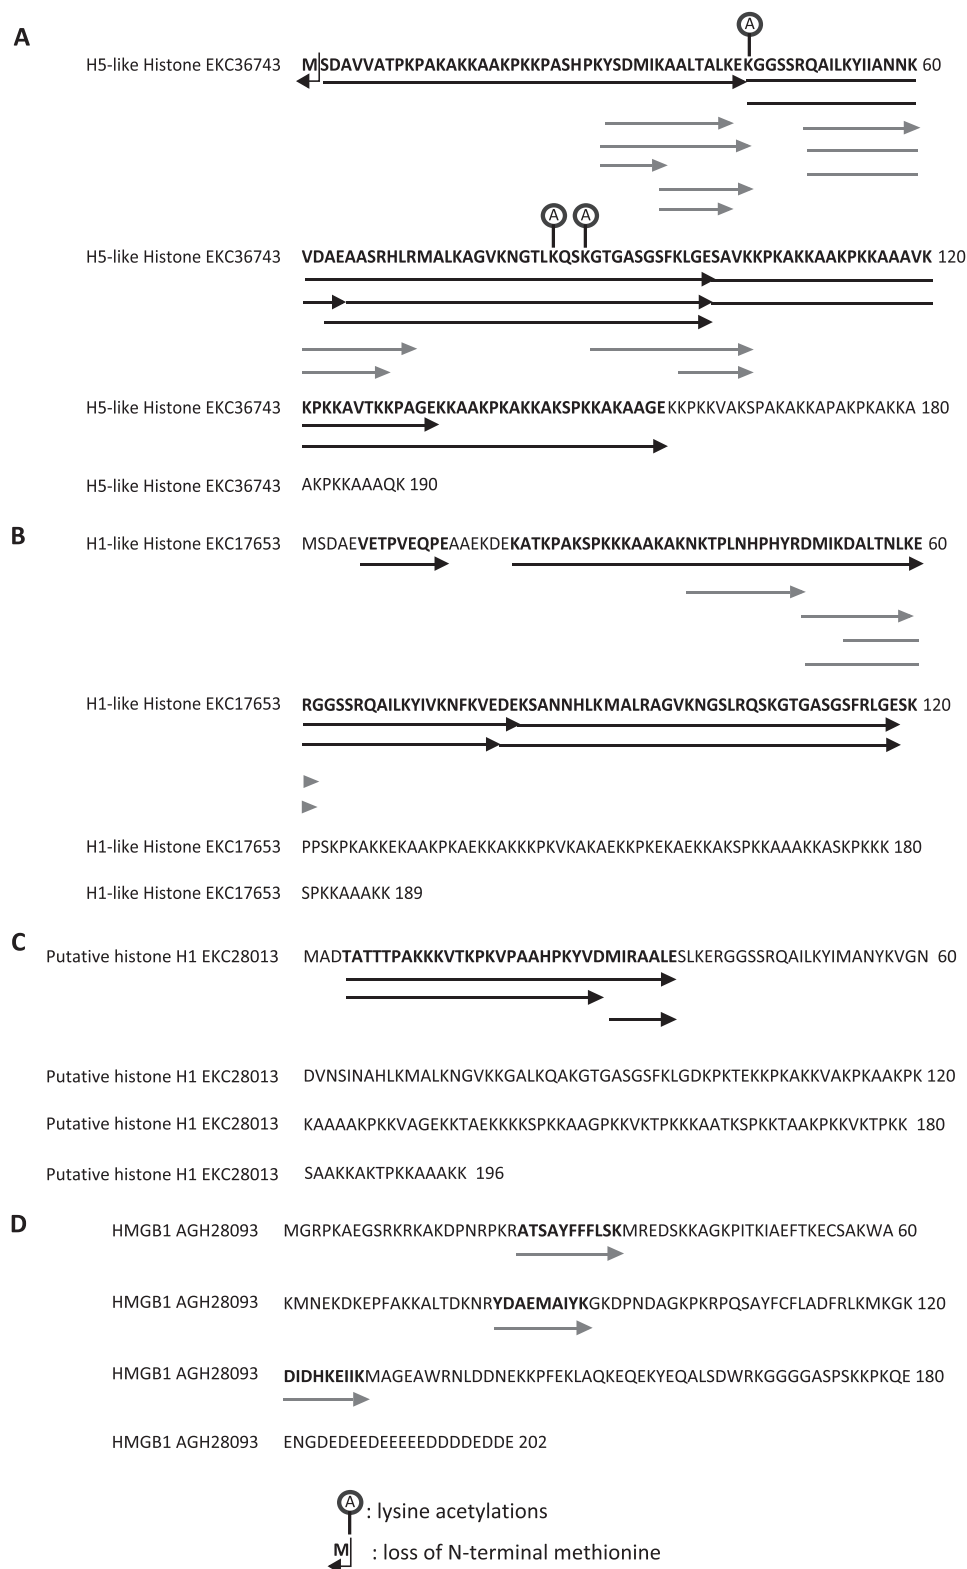 A
A
H5-like Histone EKC36743 MSDAVVATPKPAKAKKAAKPKKPASHPKYSDMIKAALTALKEKGGSSRQAILKYIIANNK 60
A A
H5-like Histone EKC36743 VDAEAASRHLRMALKAGVKNGTLKQSKGTGASGSFKLGESAVKKPKAKKAAKPKKAAAVK 120
H5-like Histone EKC36743 KPKKAVTKKPAGEKKAAKPKAKKAKSPKKAKAAGEKKPKKVAKSPAKAKKAPAKPKAKKA 180
H5-like Histone EKC36743 AKPKKAAAQK 190
B
H1-like Histone EKC17653 MSDAEVETPVEQPEAAEKDEKATKPAKSPKKKAAKAKNKTPLNHPHYRDMIKDALTNLKE 60
H1-like Histone EKC17653 RGGSSRQAILKYIVKNFKVEDEKSANNHLKMALRAGVKNGSLRQSKGTGASGSFRLGESK 120
H1-like Histone EKC17653 PPSKPKAKKEKAAKPKAEKKAKKKPKVKAKAEKKPKEKAEKKAKSPKKAAAKKASKPKKK 180
H1-like Histone EKC17653 SPKKAAAKK 189
C
Putative histone H1 EKC28013 MADTATTTPAKKKVTKPKVPAAHPKYVDMIRAALESLKERGGSSRQAILKYIMANYKVGN 60
Putative histone H1 EKC28013 DVNSINAHLKMALKNGVKKGALKQAKGTGASGSFKLGDKPKTEKKPKAKKVAKPKAAKPK 120
Putative histone H1 EKC28013 KAAAAKPKKVAGEKKTAEKKKKSPKKAAGPKKVKTPKKKAATKSPKKTAAKPKKVKTPKK 180
Putative histone H1 EKC28013 SAAKKAKTPKKAAAKK 196
D
HMGB1 AGH28093 MGRPKAEGSRKRKAKDPNRPKRATSAYFFFLSKMREDSKKAGKPITKIAEFTKECSAKWA 60
HMGB1 AGH28093 KMNEKDKEPFAKKALTDKNRYDAEMAIYKGKDPNDAGKPKRPQSAYFCFLADFRLKMKGK 120
HMGB1 AGH28093 DIDHKEIIKMAGEAWRNLDDNEKKPFEKLAQKEQEKYEQALSDWRKGGGGASPSKKPKQE 180
HMGB1 AGH28093 ENGDEDEEDEEEEEDDDDEDDE 202
A : lysine acetylations
M : loss of N-terminal methionine